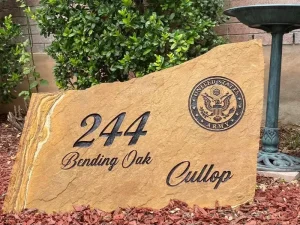 244
Bending Oak
Cullop
UNITED STATES
ARMY